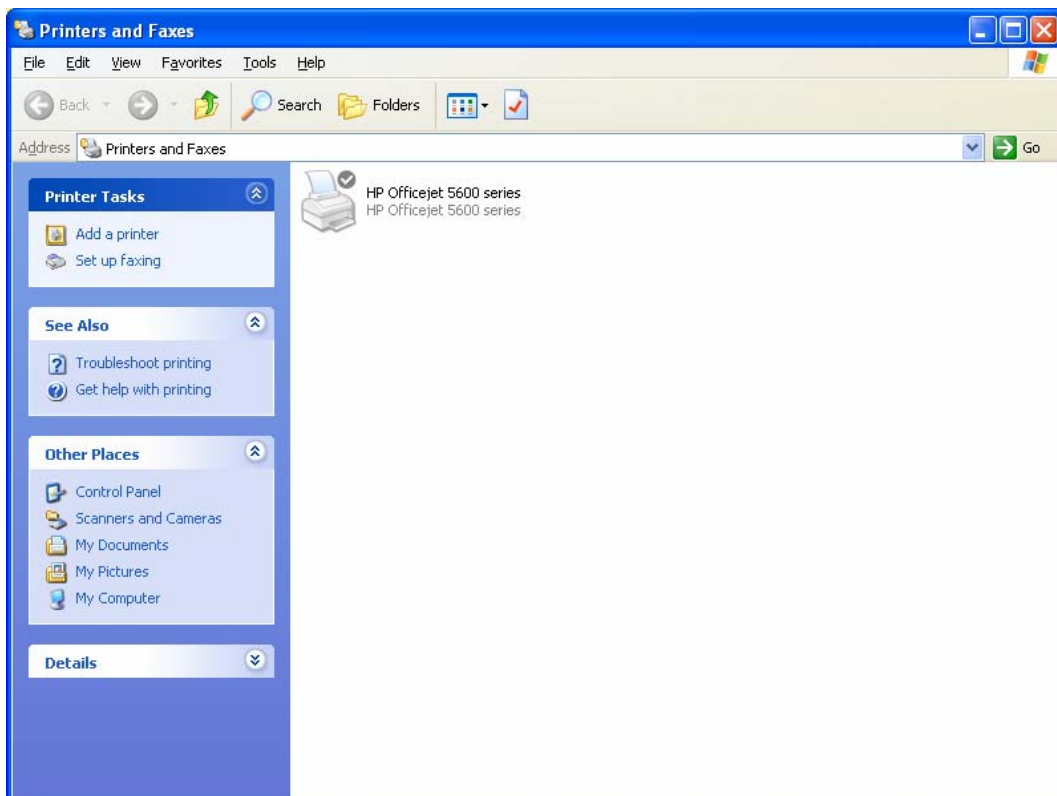 Printers and Faxes
File Edit View Favorites Tools Help
Back Search Folders
Address Printers and Faxes Go
Printer Tasks
Add a printer
Set up faxing
See Also
Troubleshoot printing
Get help with printing
Other Places
Control Panel
Scanners and Cameras
My Documents
My Pictures
My Computer
Details
HP Officejet 5600 series
HP Officejet 5600 series